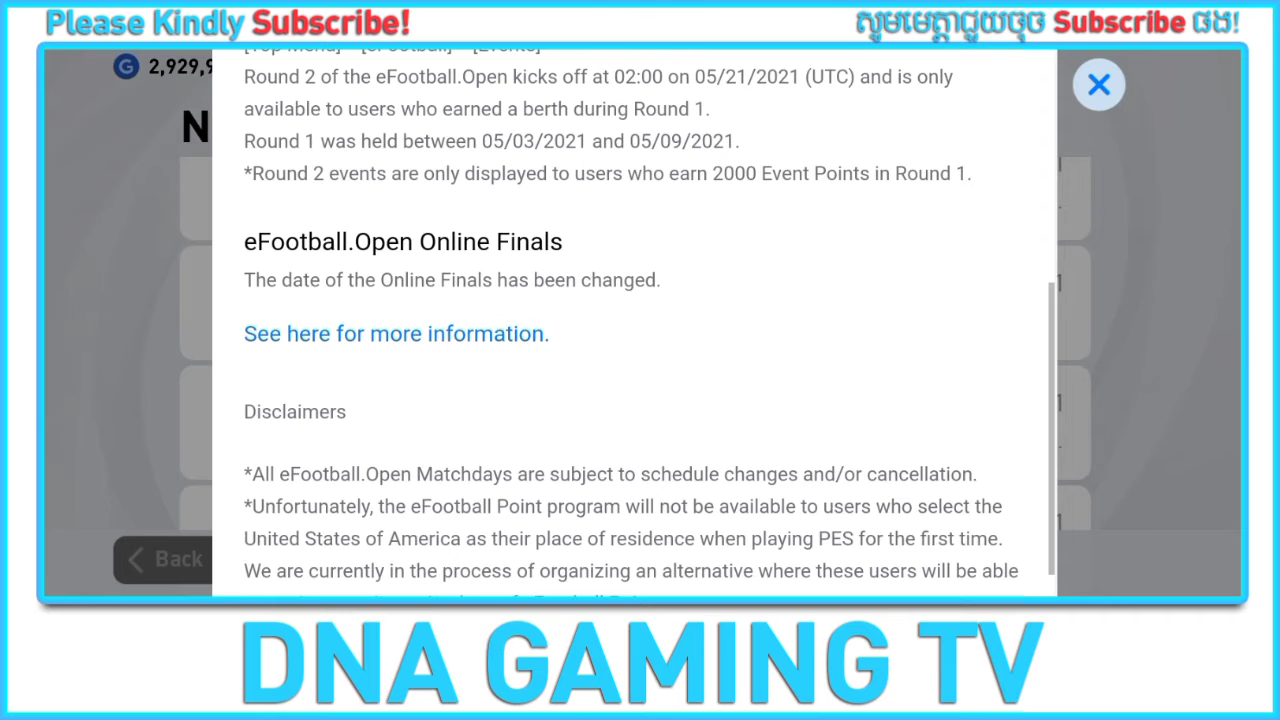 Please Kindly Subscribe!
សូមមេត្តាជួយចុច Subscribe ផង!
[Top Menu] [eFootball] [Events]
2,929,9
Round 2 of the eFootball.Open kicks off at 02:00 on 05/21/2021 (UTC) and is only
available to users who earned a berth during Round 1.
N
Round 1 was held between 05/03/2021 and 05/09/2021.
*Round 2 events are only displayed to users who earn 2000 Event Points in Round 1.
eFootball.Open Online Finals
The date of the Online Finals has been changed.
See here for more information.
Disclaimers
*All eFootball.Open Matchdays are subject to schedule changes and/or cancellation.
*Unfortunately, the eFootball Point program will not be available to users who select the
United States of America as their place of residence when playing PES for the first time.
Back
We are currently in the process of organizing an alternative where these users will be able
DNA GAMING TV